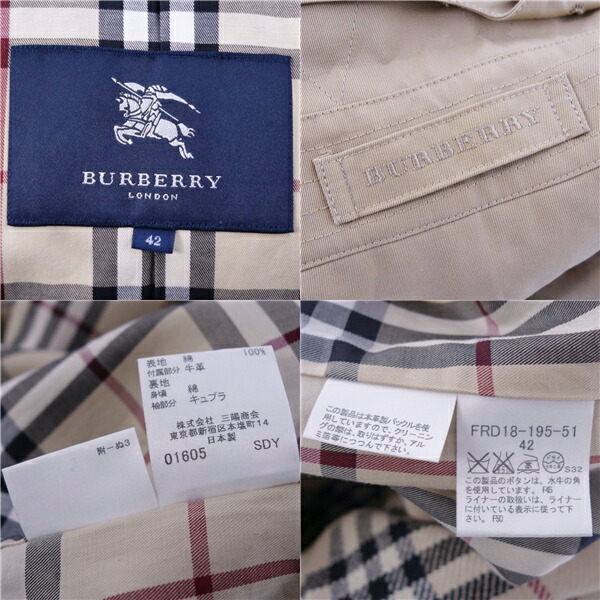 BURBERRY
LONDON
42
BURBERRY
表地 綿 100%
付属部分 牛革
裏地
身頃 綿
袖部分 キュプラ
株式会社 三陽商会
東京都新宿区本塩町14
日本製
01605 SDY
附-ぬ3
この製品は本革製バックルを使
用していますので、クリーニン
グの際は、取りはずすか、アル
ミ箔等につつんで下さい。
FRD18-195-51
42
S32
この製品のボタンは、水牛の角
を使用しています。F45
ライナーの取扱いは、ライナー
に付いている表示に従って下
さい。F50